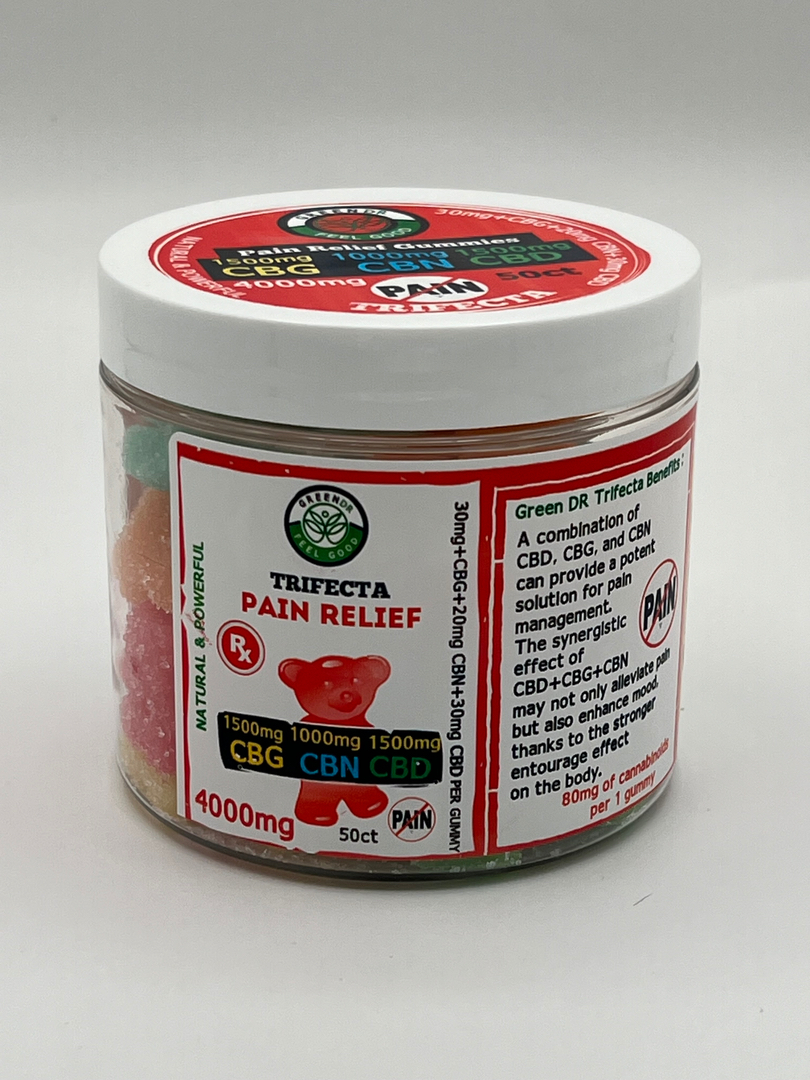 GREENDR
FEEL GOOD
30mg+CBG+20mg CBN+30mg CBD
NATURAL & POWERFUL
Pain Relief Gummies
1500mg 1000mg 1500mg
CBG CBN CBD
4000mg PAIN 50ct
TRIFECTA
GREENDR
FEEL GOOD
TRIFECTA
PAIN RELIEF
NATURAL & POWERFUL
Rx
1500mg 1000mg 1500mg
CBG CBN CBD
4000mg
50ct
PAIN
30mg+CBG+20mg CBN+30mg CBD PER GUMMY
Green DR Trifecta Benefits:
A combination of
CBD, CBG, and CBN
can provide a potent
solution for pain
management.
The synergistic
effect of
CBD+CBG+CBN
may not only alleviate pain
but also enhance mood,
thanks to the stronger
entourage effect
on the body.
PAIN
80mg of cannabinoids
per 1 gummy